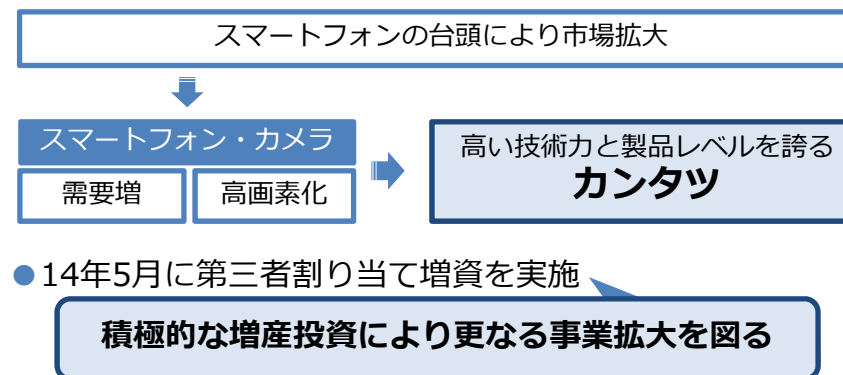 スマートフォンの台頭により市場拡大
スマートフォン・カメラ
需要増
高画素化
高い技術力と製品レベルを誇る
カンタツ
●14年5月に第三者割り当て増資を実施
積極的な増産投資により更なる事業拡大を図る